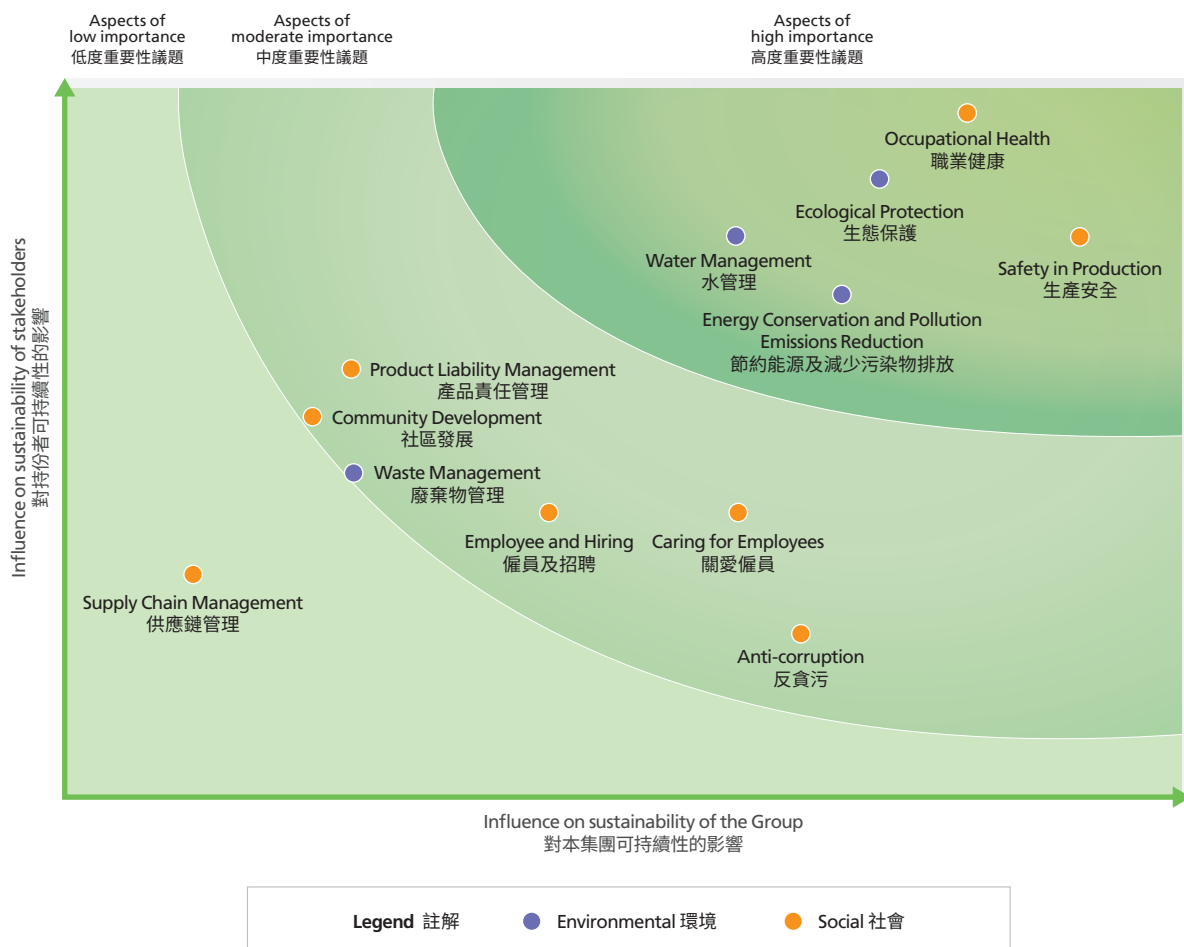 Aspects of
low importance
低度重要性議題
Aspects of
moderate importance
中度重要性議題
Aspects of
high importance
高度重要性議題
Influence on sustainability of stakeholders
對持份者可持續性的影響
Occupational Health
職業健康
Ecological Protection
生態保護
Water Management
水管理
Safety in Production
生產安全
Energy Conservation and Pollution
Emissions Reduction
節約能源及減少污染物排放
Product Liability Management
產品責任管理
Community Development
社區發展
Waste Management
廢棄物管理
Employee and Hiring
僱員及招聘
Caring for Employees
關愛僱員
Supply Chain Management
供應鏈管理
Anti-corruption
反貪污
Influence on sustainability of the Group
對本集團可持續性的影響
Legend 註解 Environmental 環境 Social 社會